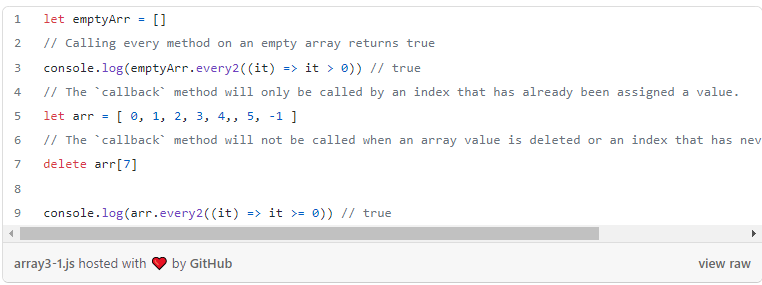 1 let emptyArr = []
2 // Calling every method on an empty array returns true
3 console.log(emptyArr.every2((it) => it > 0)) // true
4 // The `callback` method will only be called by an index that has already been assigned a value.
5 let arr = [ 0, 1, 2, 3, 4,, 5, -1 ]
6 // The `callback` method will not be called when an array value is deleted or an index that has nev
7 delete arr[7]
8
9 console.log(arr.every2((it) => it >= 0)) // true
array3-1.js hosted with ❤ by GitHub view raw